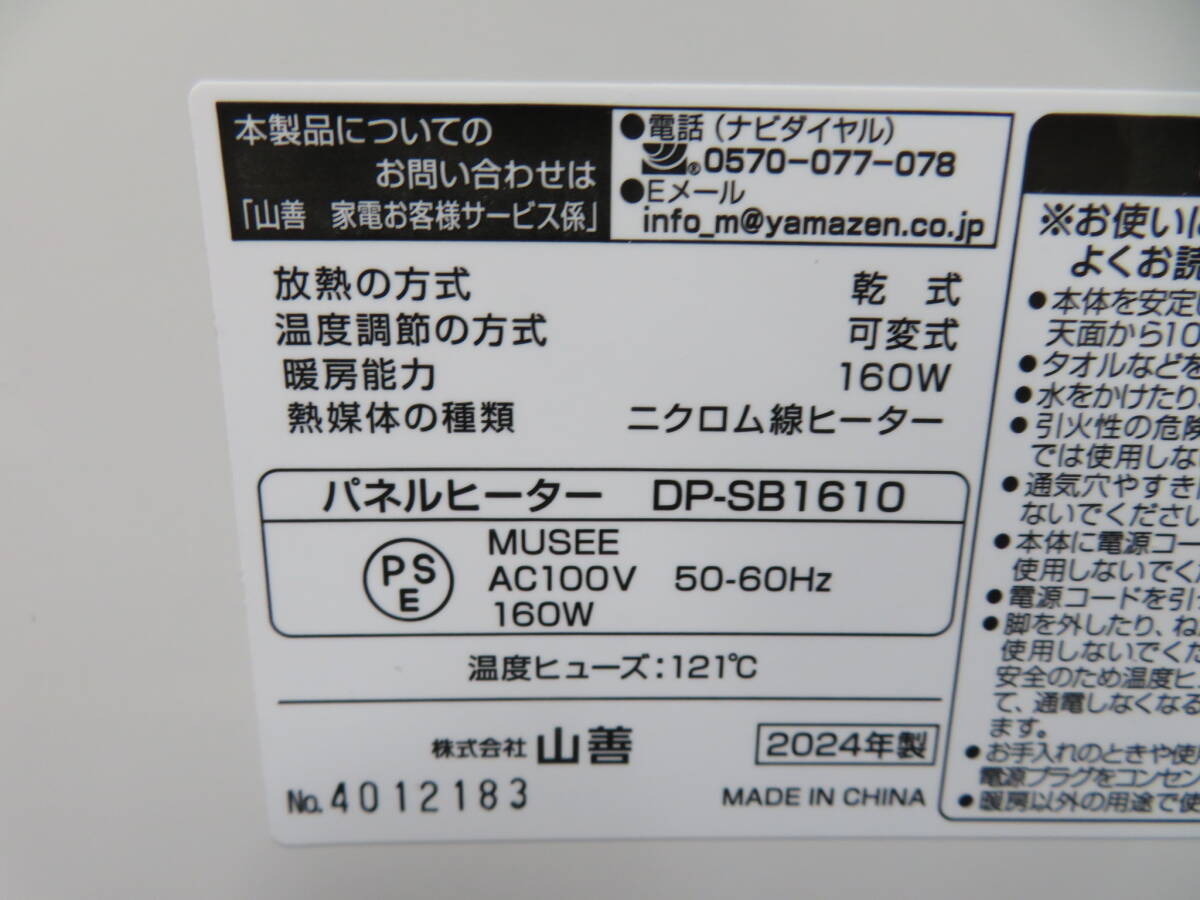 本製品についての
お問い合わせは
「山善　家電お客様サービス係」
●電話（ナビダイヤル）
®0570-077-078
●Eメール
info_m@yamazen.co.jp
放熱の方式 乾 式
温度調節の方式 可変式
暖房能力 160W
熱媒体の種類 ニクロム線ヒーター
パネルヒーター DP-SB1610
PS
E
MUSEE
AC100V 50-60Hz
160W
温度ヒューズ:121℃
株式会社 山善 2024年製
No.4012183 MADE IN CHINA
※お使いに
よくお読
●本体を安定
天面から10
●タオルなどを
●水をかけたり
●引火性の危険
では使用しない
●通気穴やすき
ないでください
●本体に電源コー
使用しないでくだ
●電源コードを引
●脚を外したり、ね
使用しないでくだ
安全のため温度ヒ
て、通電しなくなる
ます。
●お手入れのときや使
電源プラグをコンセン
●暖房以外の用途で使